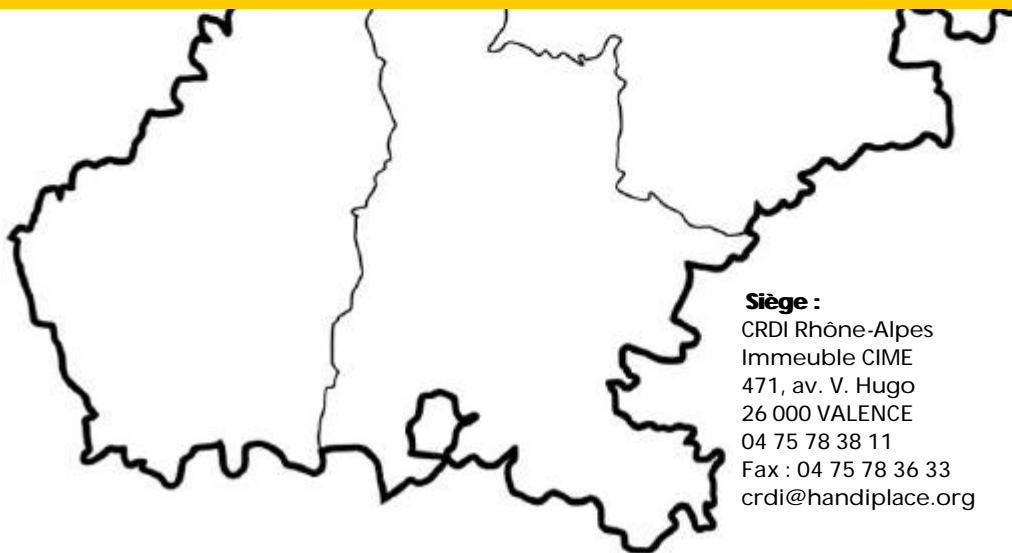 Siège :
CRDI Rhône-Alpes
Immeuble CIME
471, av. V. Hugo
26 000 VALENCE
04 75 78 38 11
Fax : 04 75 78 36 33
crdi@handiplace.org